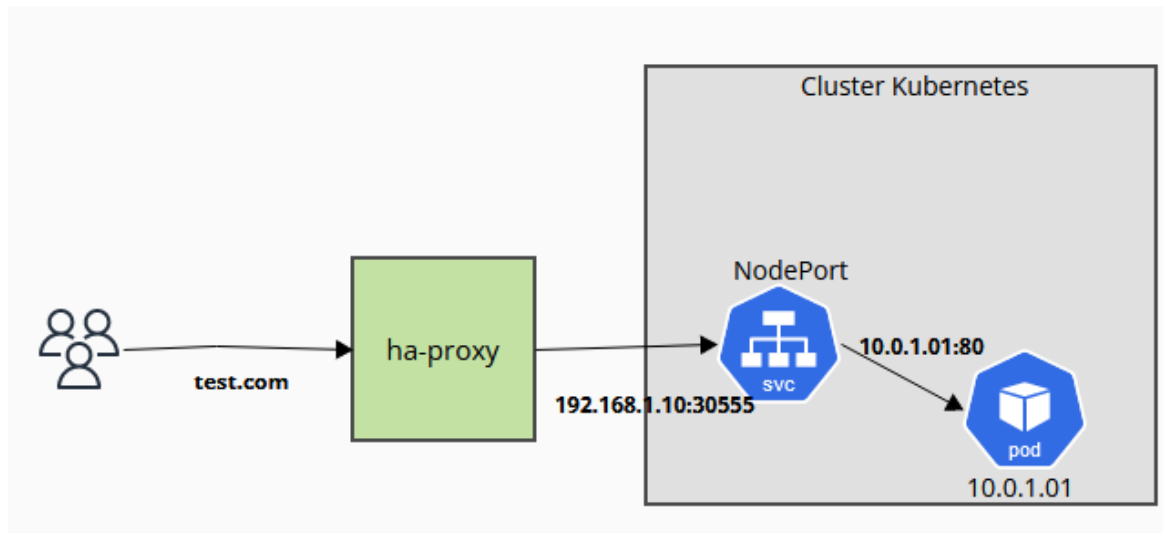 Cluster Kubernetes
NodePort
ha-proxy
test.com
192.168.1.10:30555
svc
10.0.1.01:80
pod
10.0.1.01